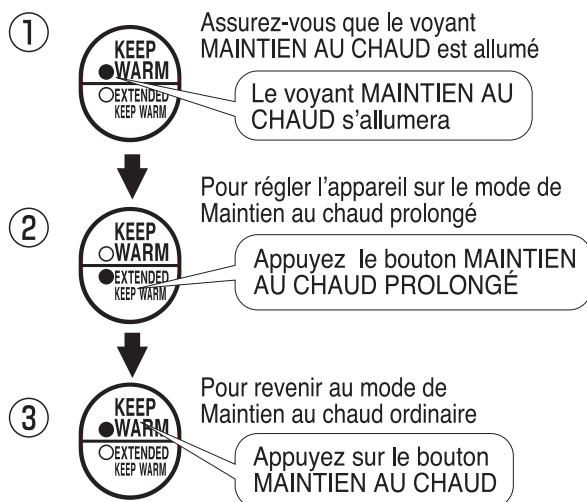 ①
Assurez-vous que le voyant
MAINTIEN AU CHAUD est allumé
KEEP
WARM
EXTENDED
KEEP WARM
Le voyant MAINTIEN AU
CHAUD s'allumera
②
Pour régler l'appareil sur le mode de
Maintien au chaud prolongé
KEEP
WARM
EXTENDED
KEEP WARM
Appuyez le bouton MAINTIEN
AU CHAUD PROLONGÉ
③
Pour revenir au mode de
Maintien au chaud ordinaire
KEEP
WARM
EXTENDED
KEEP WARM
Appuyez sur le bouton
MAINTIEN AU CHAUD